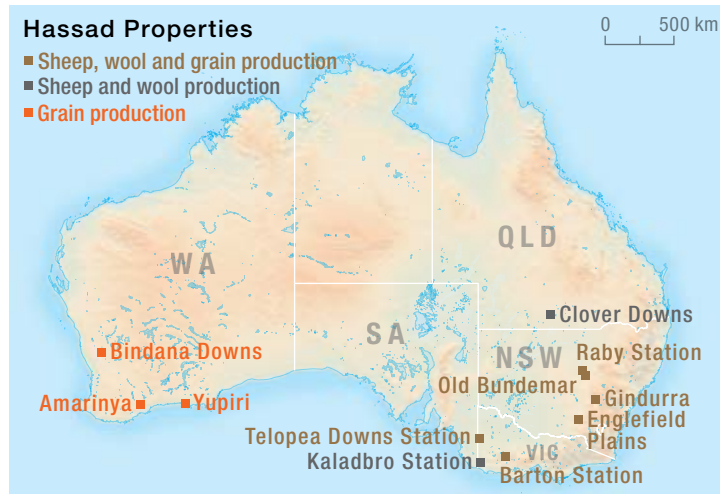 Hassad Properties
Sheep, wool and grain production
Sheep and wool production
Grain production
0 500 km
QLD
WA
Clover Downs
SA
NSW
Raby Station
Bindana Downs
Old Bundemar
Gindurra
Amarinya
Yupiri
Englefield
Plains
Telopea Downs Station
VIC
Kaladbro Station
Barton Station